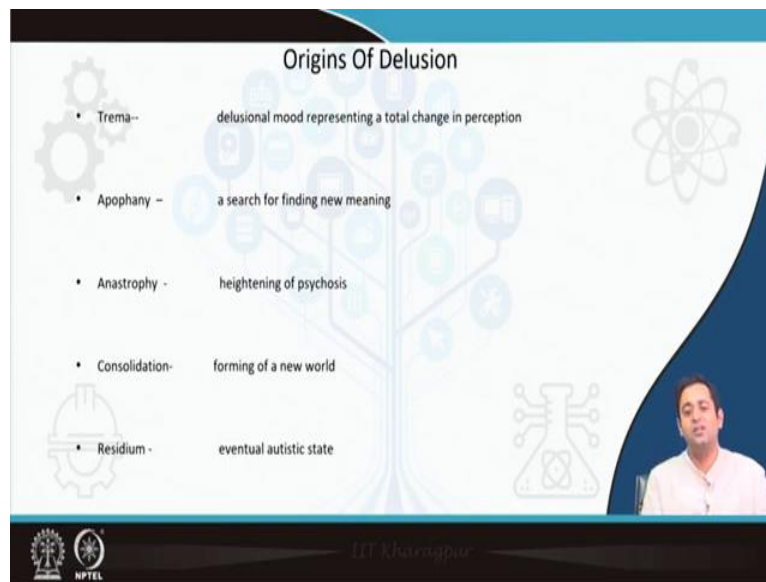 Origins Of Delusion
• Trema-- delusional mood representing a total change in perception
• Apophany – a search for finding new meaning
• Anastrophy - heightening of psychosis
• Consolidation- forming of a new world
• Residium - eventual autistic state
IIT Kharagpur
NPTEL